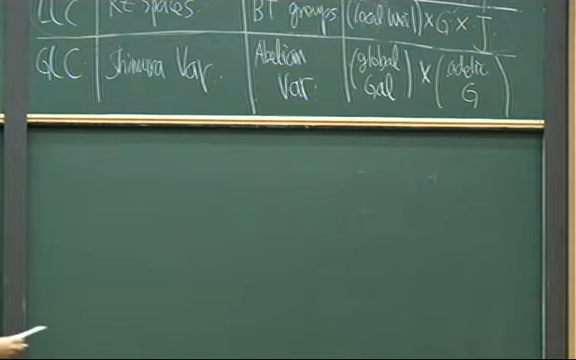 LLC RZ spaces BT groups (local Weil) × G × J
GLC Shimura Var. Abelian Var. (global Gal) × (adelic G)